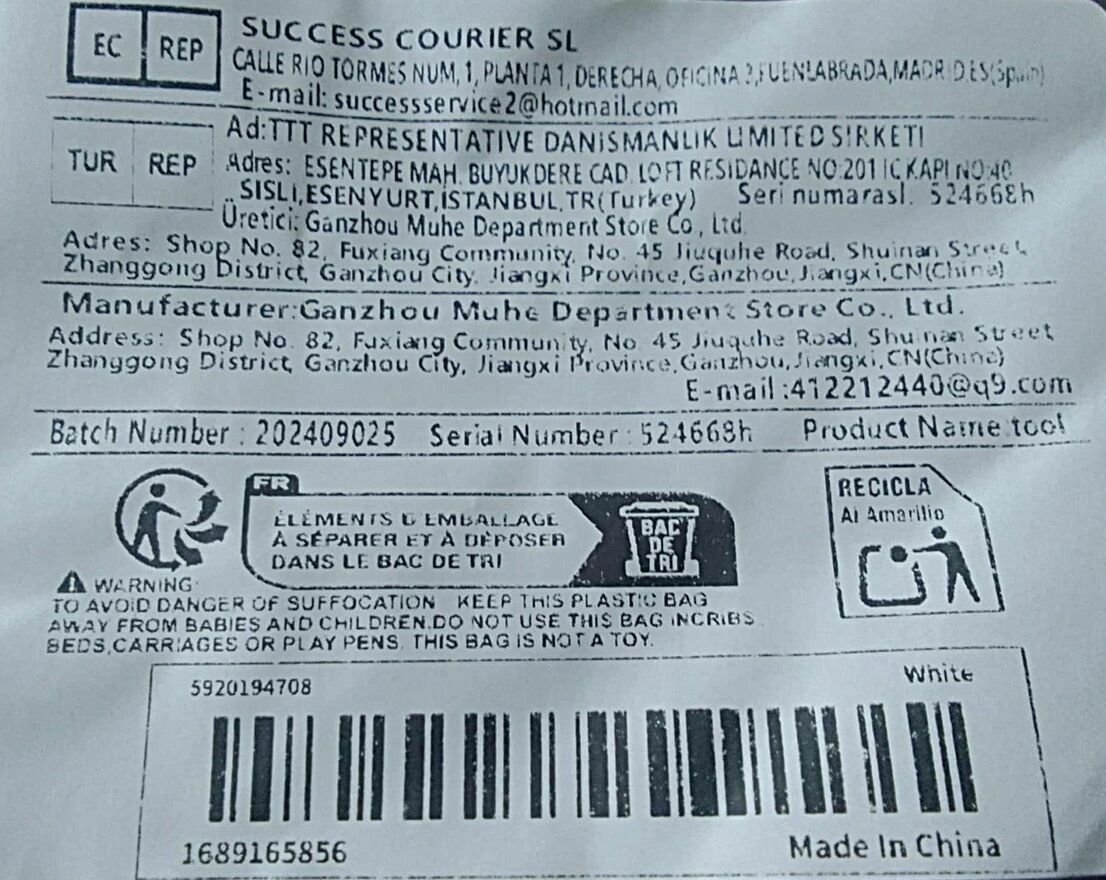 EC REP
SUCCESS COURIER SL
CALLE RIO TORMES NUM, 1, PLANTA 1, DERECHA, OFICINA 2,FUENLABRADA,MADRID,ES(Spain)
E-mail: successservice2@hotmail.com
TUR REP
Ad:TTT REPRESENTATIVE DANİSMANLIK LIMITED SIRKETI
Adres: ESENTEPE MAH. BUYUKDERE CAD. LOFT RESIDANCE NO:201 IC KAPI NO:40
SISLI,ESENYURT,İSTANBUL,TR(Turkey) Seri numarasI: 524668h
Üretici: Ganzhou Muhe Department Store Co., Ltd.
Adres: Shop No. 82, Fuxiang Community, No. 45 Jiuquhe Road, Shuinan Street
Zhanggong District, Ganzhou City, Jiangxi Province,Ganzhou,Jiangxi,CN(China)
Manufacturer:Ganzhou Muhe Department Store Co., Ltd.
Address: Shop No. 82, Fuxiang Community, No. 45 Jiuquhe Road, Shuinan Street
Zhanggong District, Ganzhou City, Jiangxi Province,Ganzhou,Jiangxi,CN(China)
E-mail:412212440@q9.com
Batch Number : 202409025 Serial Number : 524668h Product Name:tool
FR
ÉLÉMENTS D EMBALLAGE
À SÉPARER ET À DÉPOSER
DANS LE BAC DE TRI
BAC
DE
TRI
RECICLA
Al Amarillo
WARNING:
TO AVOID DANGER OF SUFFOCATION KEEP THIS PLASTIC BAG
AWAY FROM BABIES AND CHILDREN.DO NOT USE THIS BAG INCRIBS
BEDS,CARRIAGES OR PLAY PENS. THIS BAG IS NOT A TOY.
5920194708
White
1689165856
Made In China